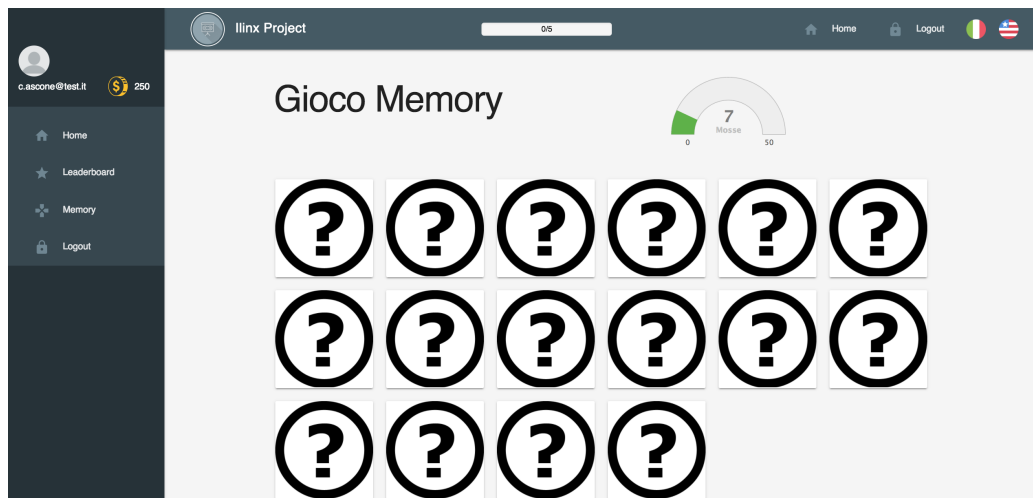 Ilinx Project
0/5
Home
Logout
c.ascone@test.it
250
Home
Leaderboard
Memory
Logout
Gioco Memory
7
Mosse
0
50
? ? ? ? ? ?
? ? ? ? ? ?
? ? ? ?